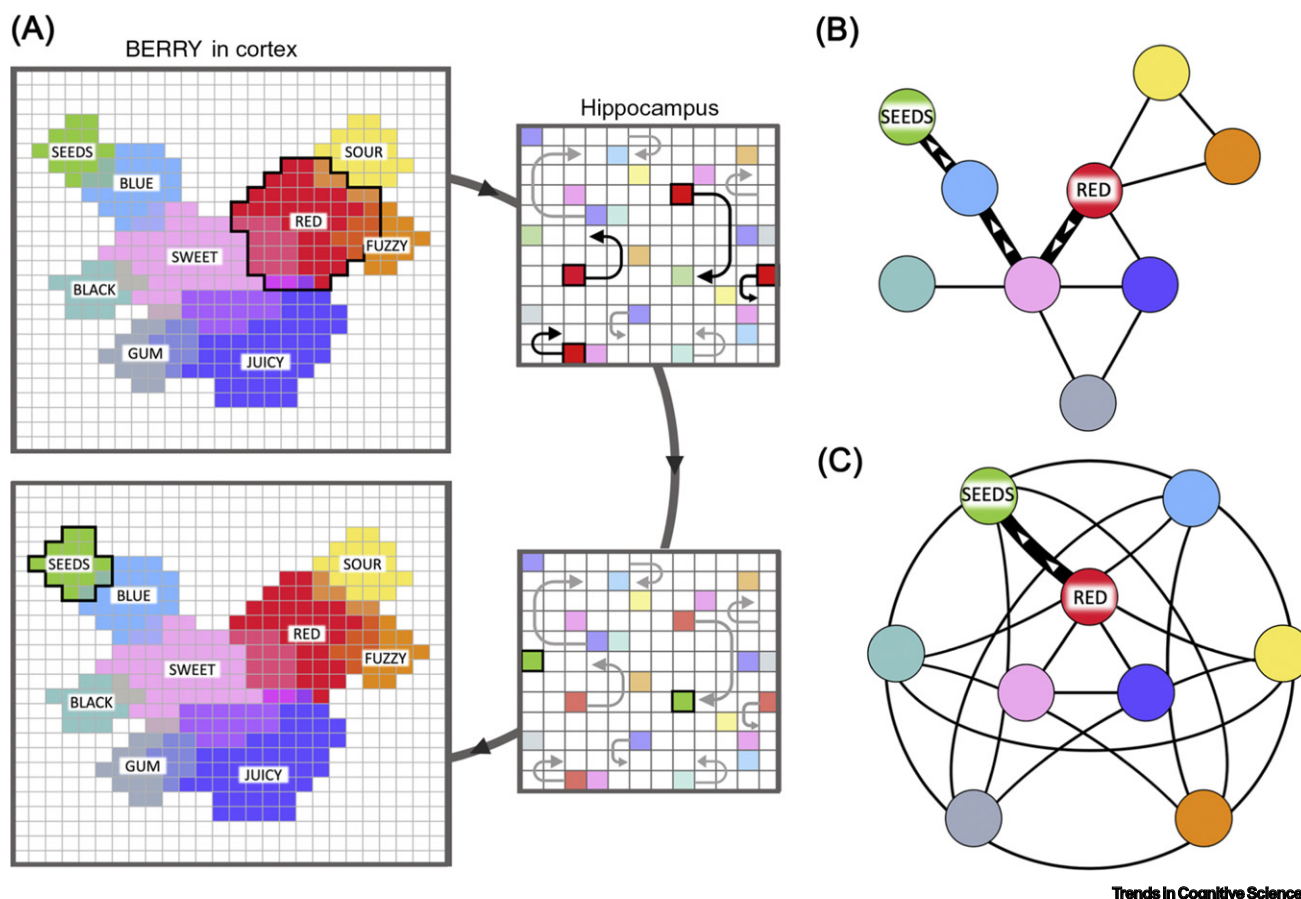 (A)
BERRY in cortex
SEEDS
BLUE
SOUR
RED
SWEET
FUZZY
BLACK
GUM
JUICY
Hippocampus
SEEDS
BLUE
SOUR
RED
SWEET
FUZZY
BLACK
GUM
JUICY
(B)
SEEDS
RED
(C)
SEEDS
RED
Trends in Cognitive Sciences